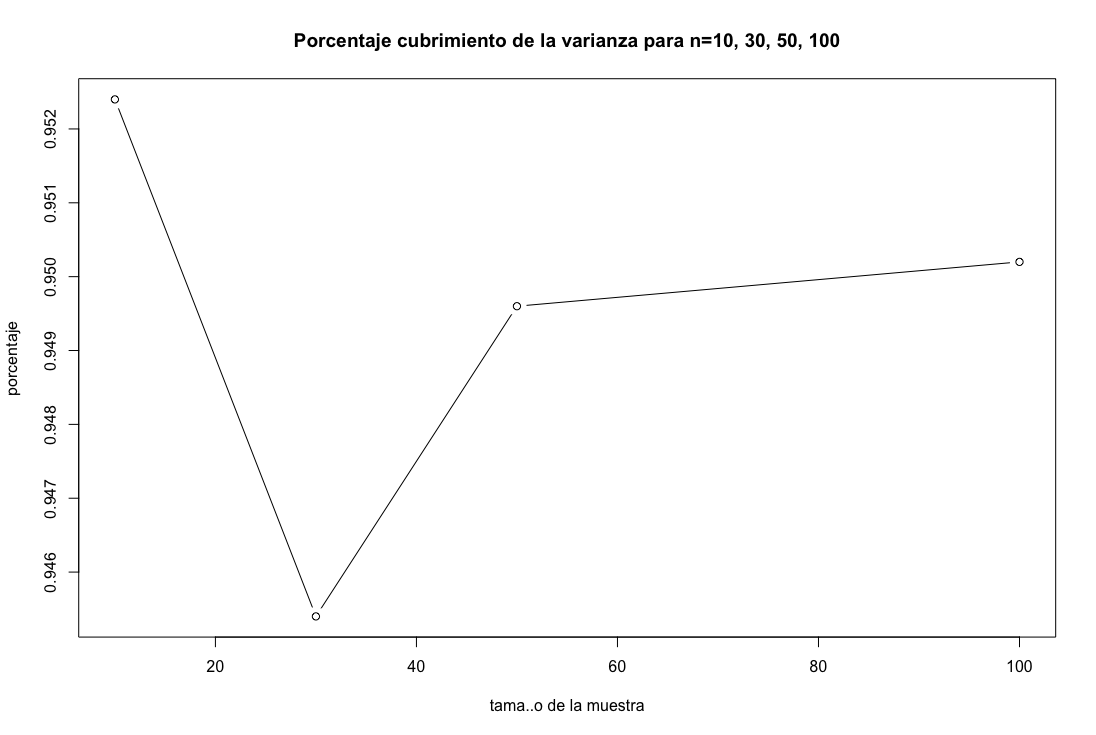 Porcentaje cubrimiento de la varianza para n=10, 30, 50, 100
porcentaje
0.952
0.951
0.950
0.949
0.948
0.947
0.946
20 40 60 80 100
tama..o de la muestra